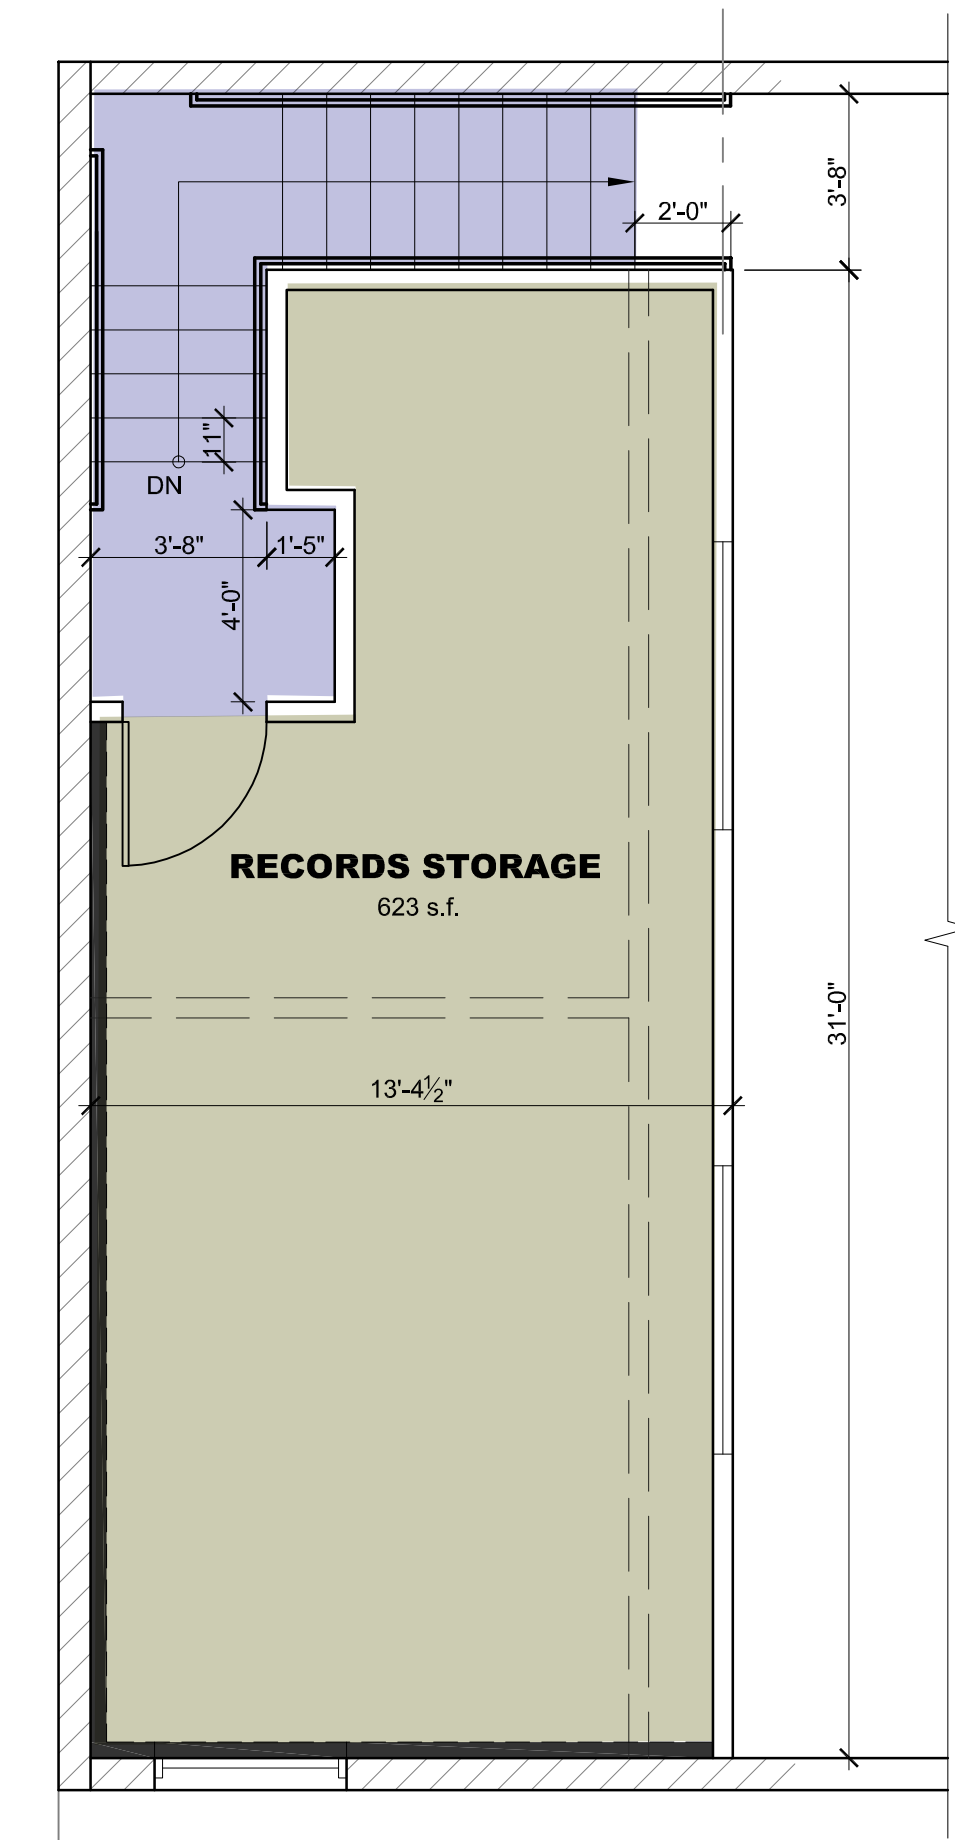 3'-8"
2'-0"
11"
DN
3'-8"
1'-5"
4'-0"
RECORDS STORAGE
623 s.f.
31'-0"
13'-4½"